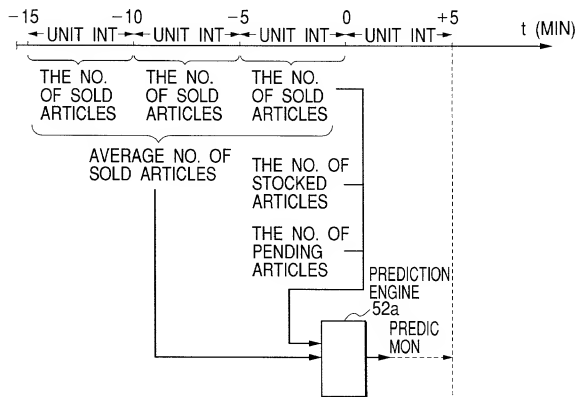 -15 -10 -5 0 +5
UNIT INT UNIT INT UNIT INT UNIT INT t (MIN)
THE NO. OF SOLD ARTICLES
THE NO. OF SOLD ARTICLES
THE NO. OF SOLD ARTICLES
AVERAGE NO. OF
SOLD ARTICLES
THE NO. OF
STOCKED
ARTICLES
THE NO. OF
PENDING
ARTICLES
PREDICTION
ENGINE
52a
PREDIC
MON